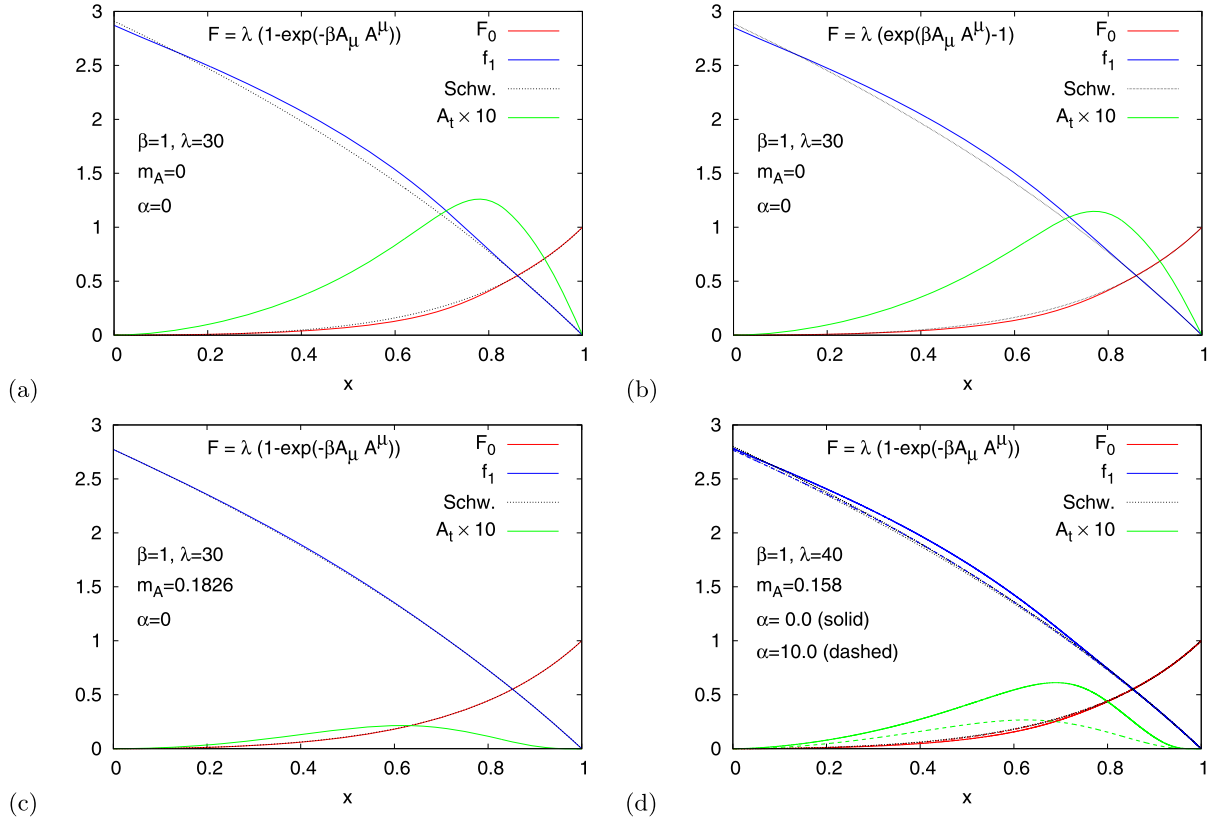 F = λ (1-exp(-βA_μ A^μ))
F_0
f_1
Schw.
A_t × 10
β=1, λ=30
m_A=0
α=0
3
2.5
2
1.5
1
0.5
0
0 0.2 0.4 0.6 0.8 1
x
(a)
F = λ (exp(βA_μ A^μ)-1)
F_0
f_1
Schw.
A_t × 10
β=1, λ=30
m_A=0
α=0
3
2.5
2
1.5
1
0.5
0
0 0.2 0.4 0.6 0.8 1
x
(b)
F = λ (1-exp(-βA_μ A^μ))
F_0
f_1
Schw.
A_t × 10
β=1, λ=30
m_A=0.1826
α=0
3
2.5
2
1.5
1
0.5
0
0 0.2 0.4 0.6 0.8 1
x
(c)
F = λ (1-exp(-βA_μ A^μ))
F_0
f_1
Schw.
A_t × 10
β=1, λ=40
m_A=0.158
α= 0.0 (solid)
α=10.0 (dashed)
3
2.5
2
1.5
1
0.5
0
0 0.2 0.4 0.6 0.8 1
x
(d)